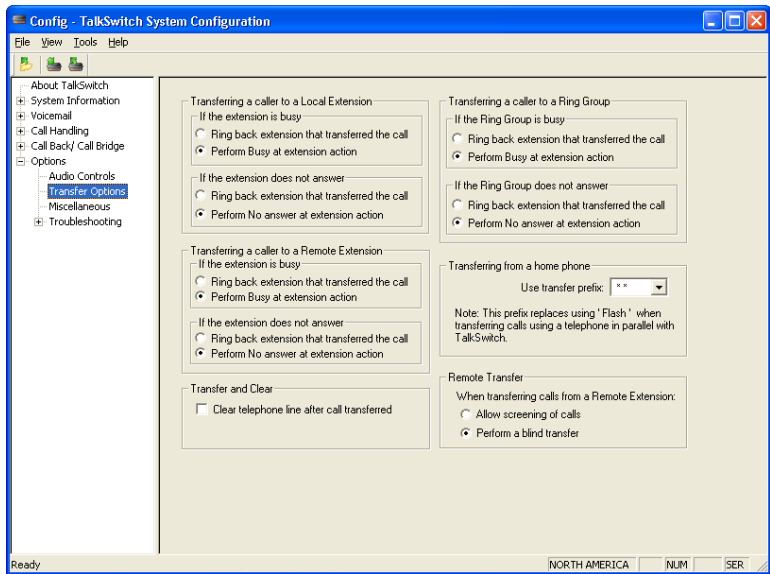 Config - TalkSwitch System Configuration
File View Tools Help
About TalkSwitch
System Information
Voicemail
Call Handling
Call Back/ Call Bridge
Options
Audio Controls
Transfer Options
Miscellaneous
Troubleshooting
Transferring a caller to a Local Extension
If the extension is busy
Ring back extension that transferred the call
Perform Busy at extension action
If the extension does not answer
Ring back extension that transferred the call
Perform No answer at extension action
Transferring a caller to a Remote Extension
If the extension is busy
Ring back extension that transferred the call
Perform Busy at extension action
If the extension does not answer
Ring back extension that transferred the call
Perform No answer at extension action
Transfer and Clear
Clear telephone line after call transferred
Transferring a caller to a Ring Group
If the Ring Group is busy
Ring back extension that transferred the call
Perform Busy at extension action
If the Ring Group does not answer
Ring back extension that transferred the call
Perform No answer at extension action
Transferring from a home phone
Use transfer prefix: * *
Note: This prefix replaces using ' Flash ' when
transferring calls using a telephone in parallel with
TalkSwitch.
Remote Transfer
When transferring calls from a Remote Extension:
Allow screening of calls
Perform a blind transfer
Ready NORTH AMERICA NUM SER